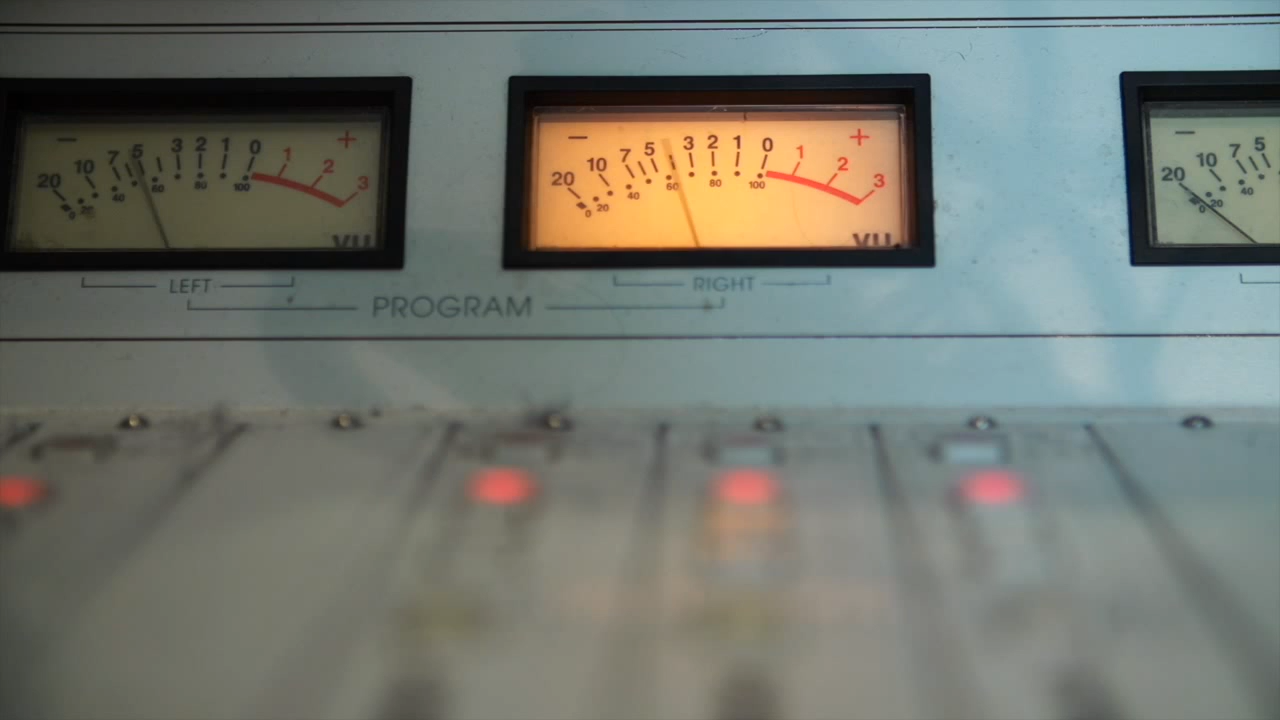 − 20 10 7 5 3 2 1 0 1 2 3 +
0 20 40 60 80 100
VU
− 20 10 7 5 3 2 1 0 1 2 3 +
0 20 40 60 80 100
VU
− 20 10 7 5
0 20 40 60
LEFT
RIGHT
PROGRAM